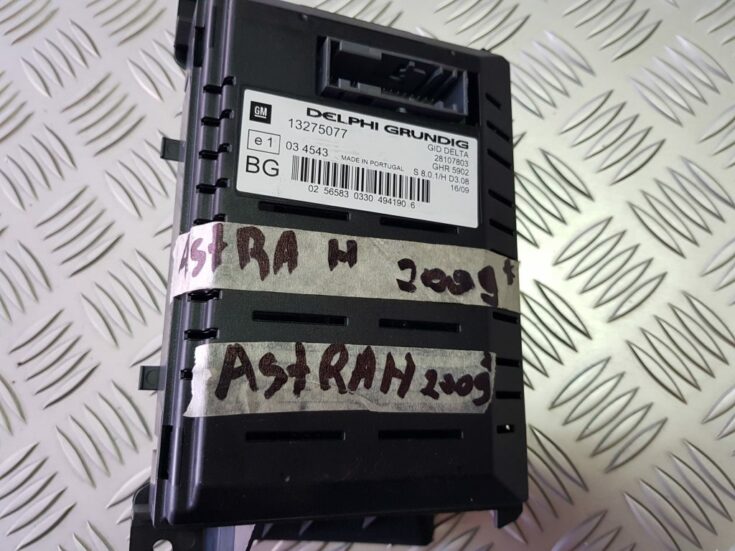 GM
DELPHI GRUNDIG
13275077
GID DELTA
28107803
e 1
03 4543
GHR 5902
MADE IN PORTUGAL
S 8.0.1/H D3.08
BG
16/09
02 56583 0330 494190 6
AstRA H 2009
AStRAH 2009